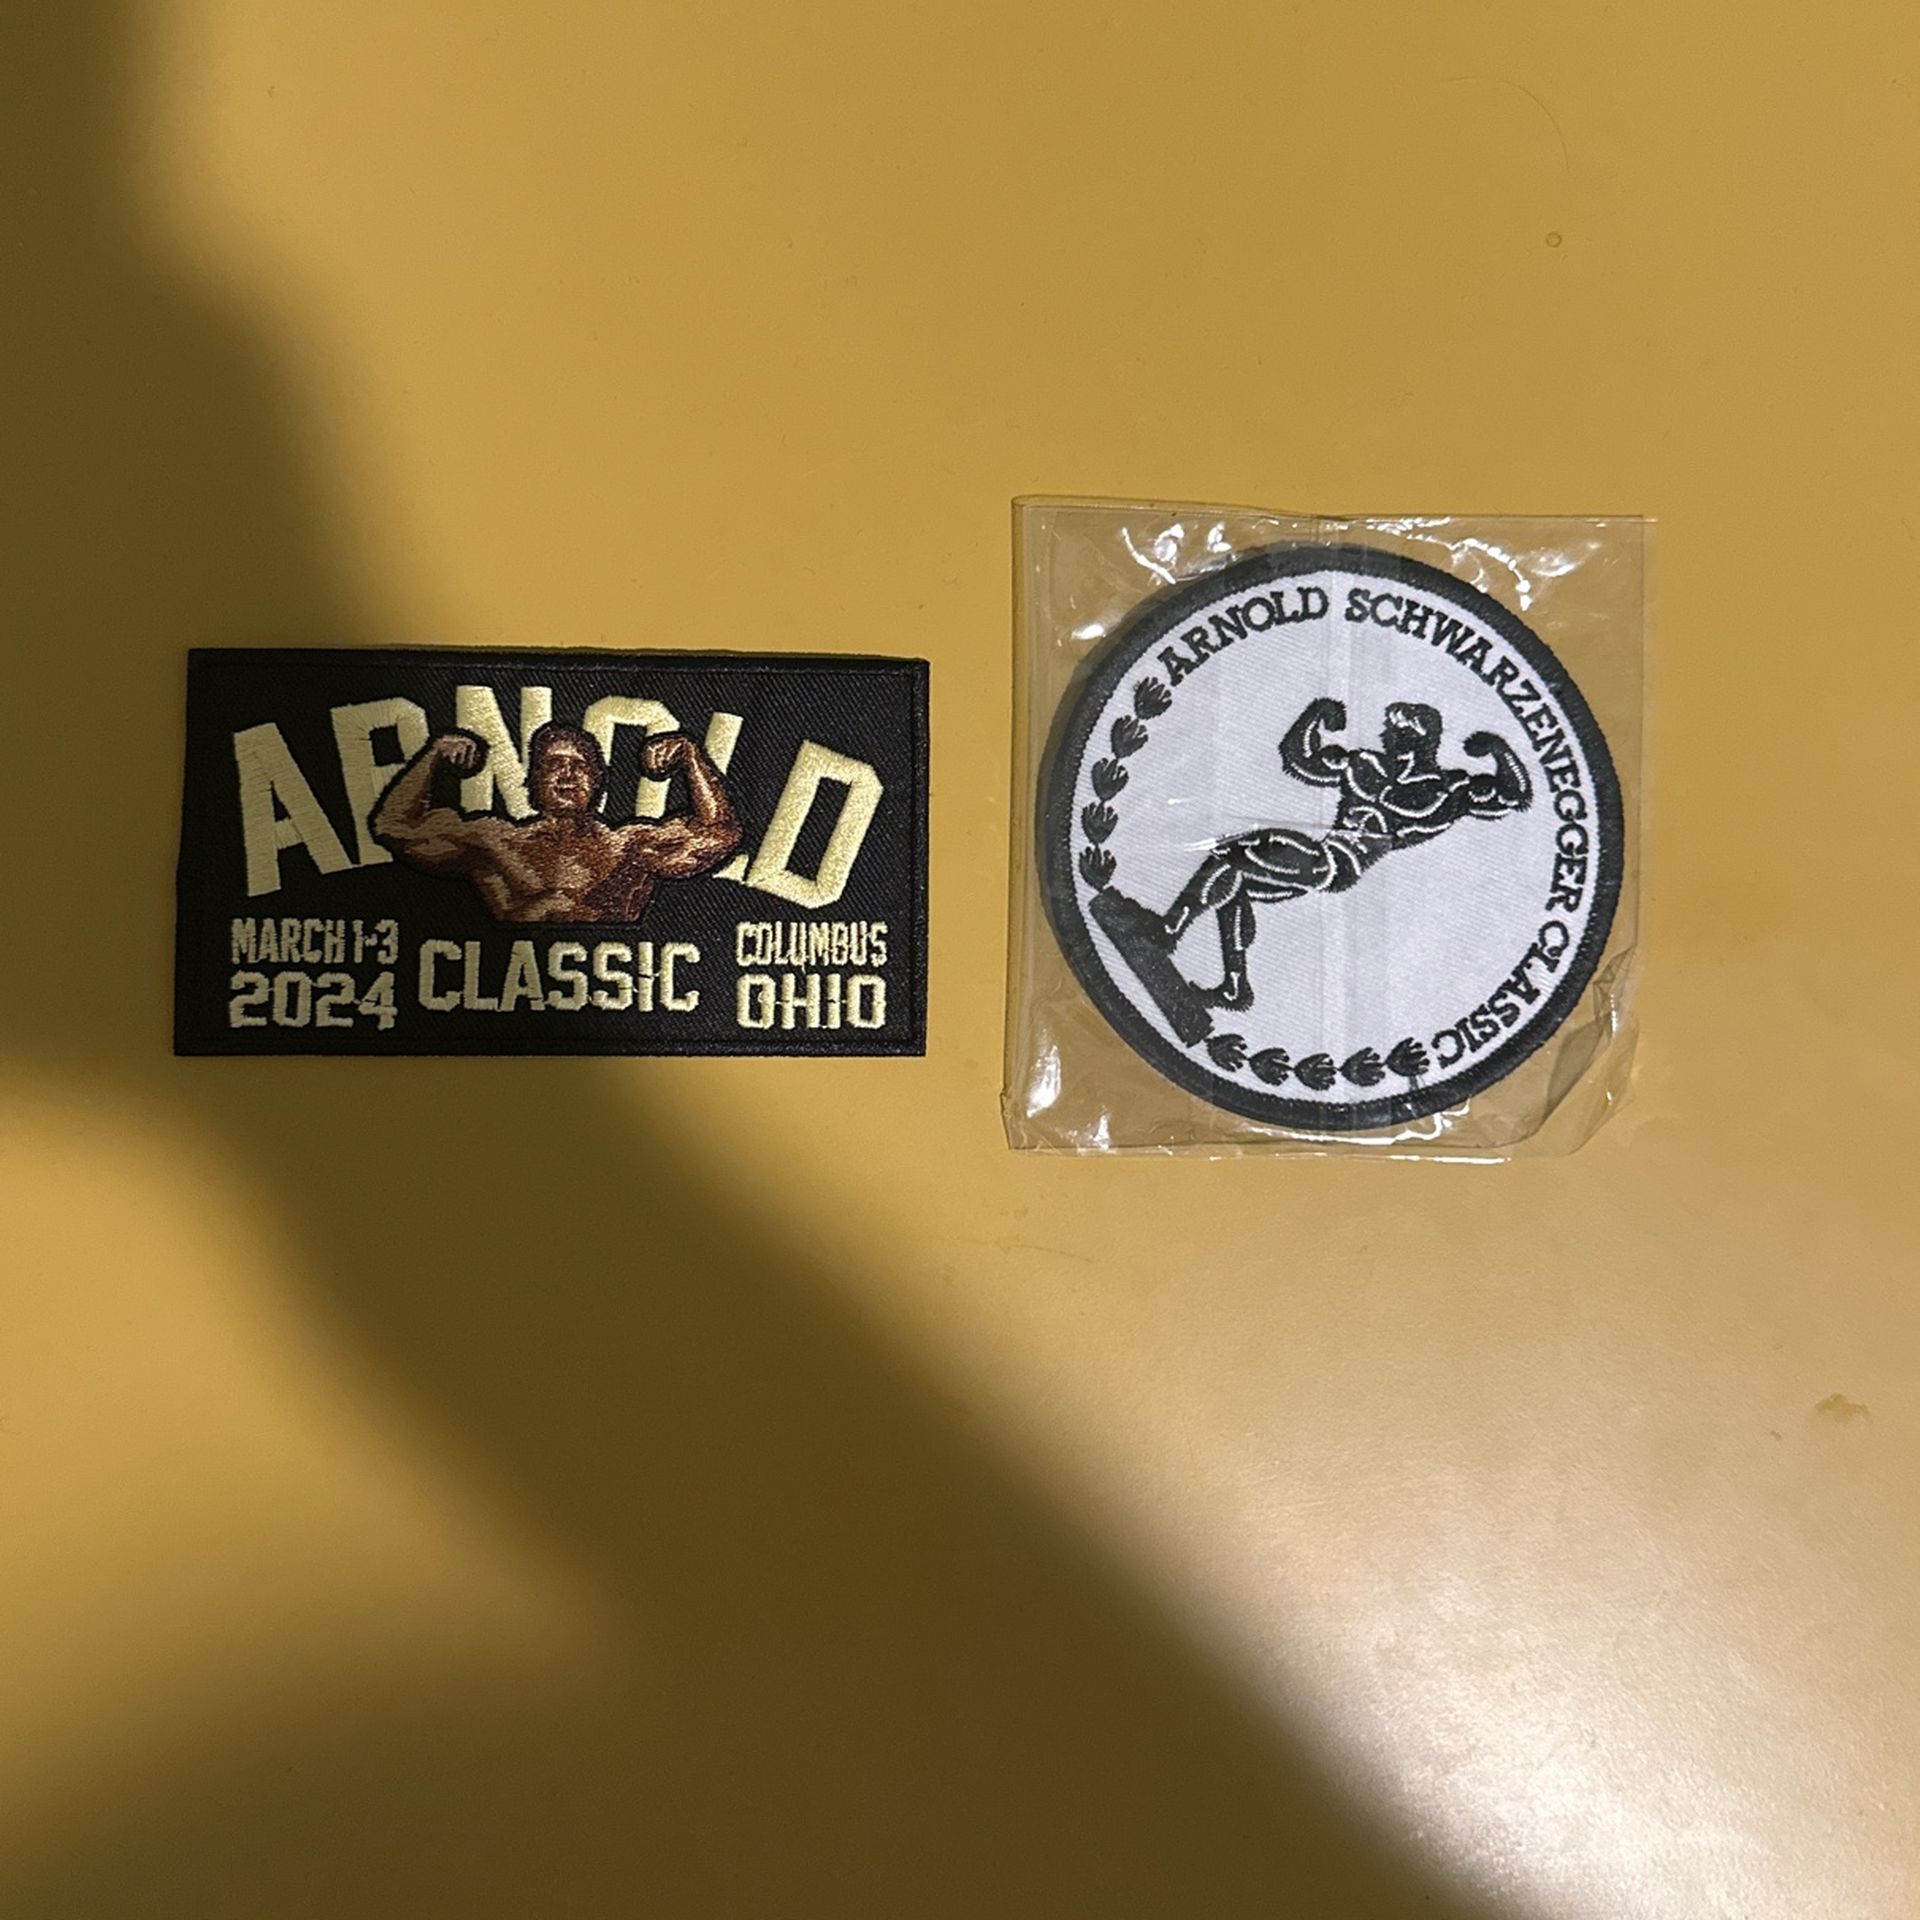 ARNOLD
MARCH 1-3
2024
CLASSIC
COLUMBUS
OHIO
ARNOLD SCHWARZENEGGER CLASSIC